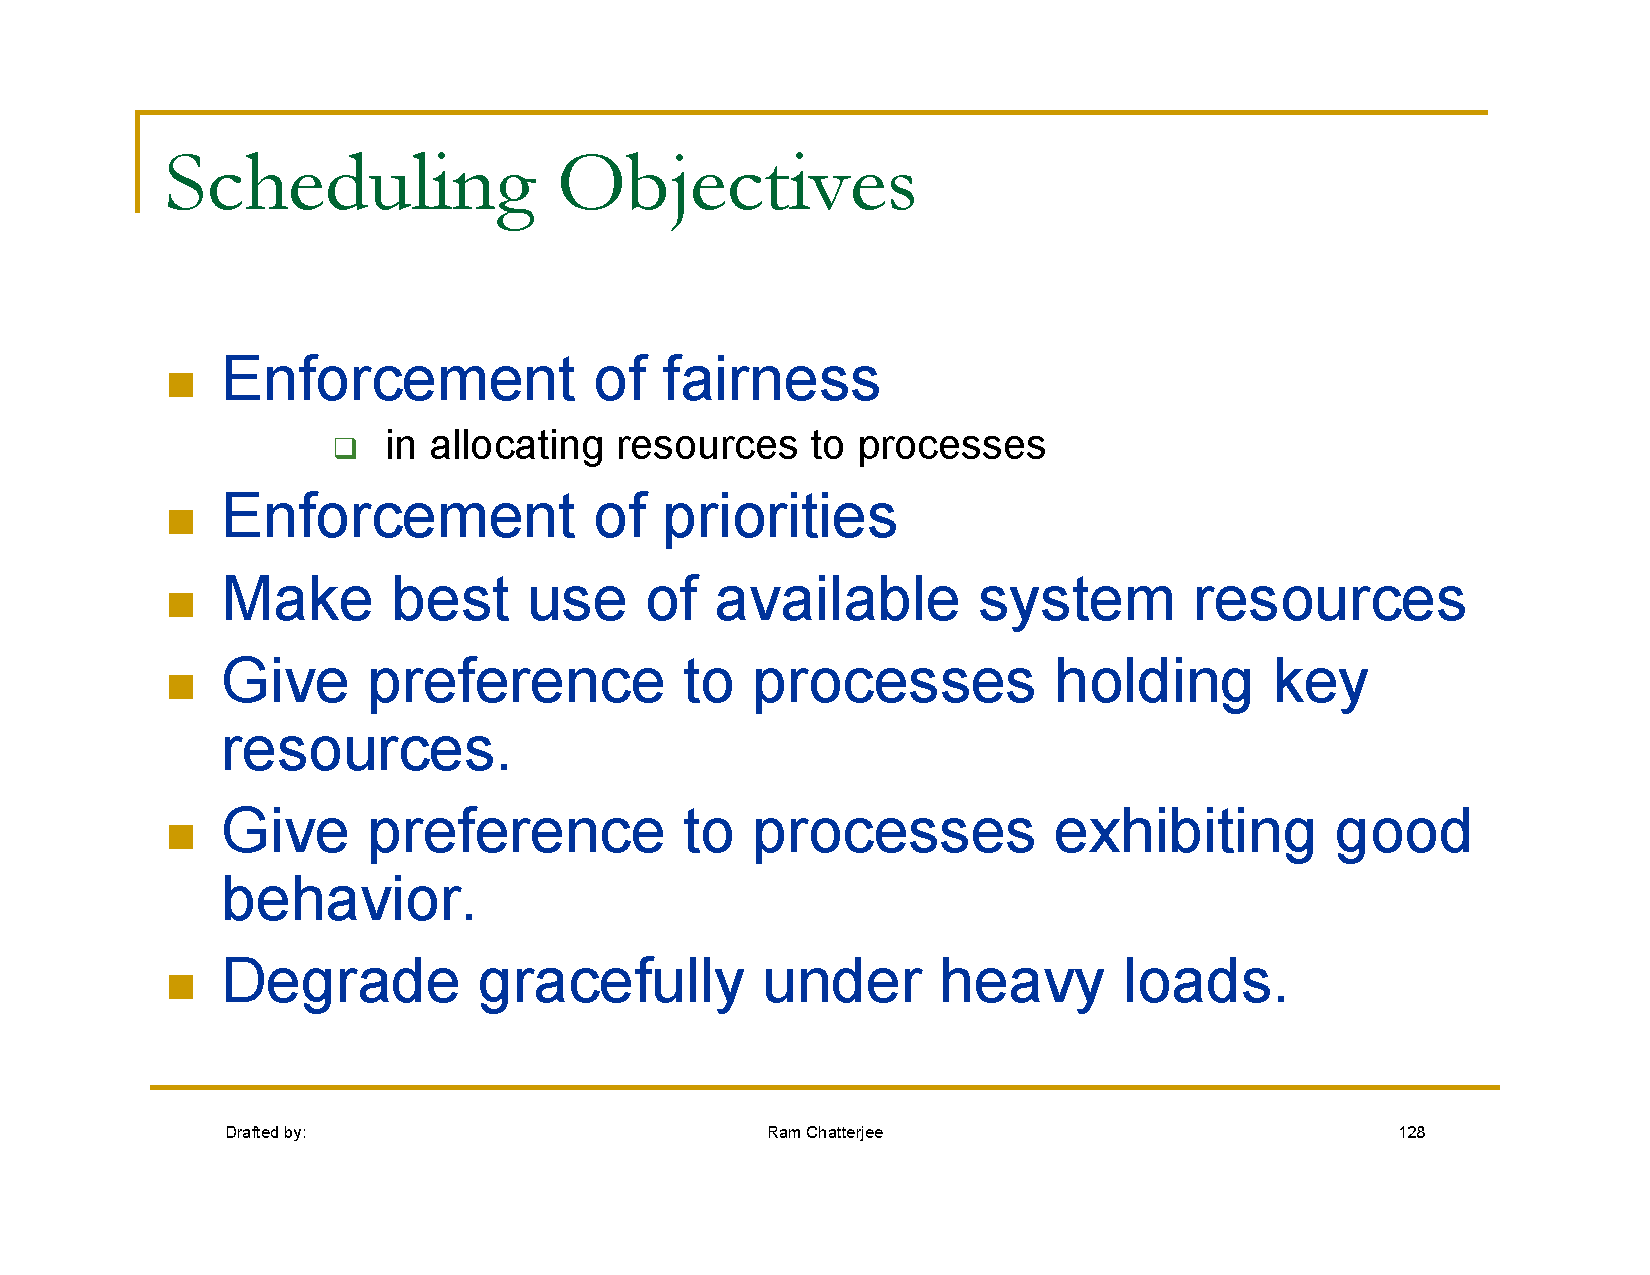 Scheduling Objectives
Enforcement of fairness
in allocating resources to processes
Enforcement of priorities
Make best use of available system resources
Give preference to processes holding key
resources.
Give preference to processes exhibiting good
behavior.
Degrade gracefully under heavy loads.
Drafted by: Ram Chatterjee 128